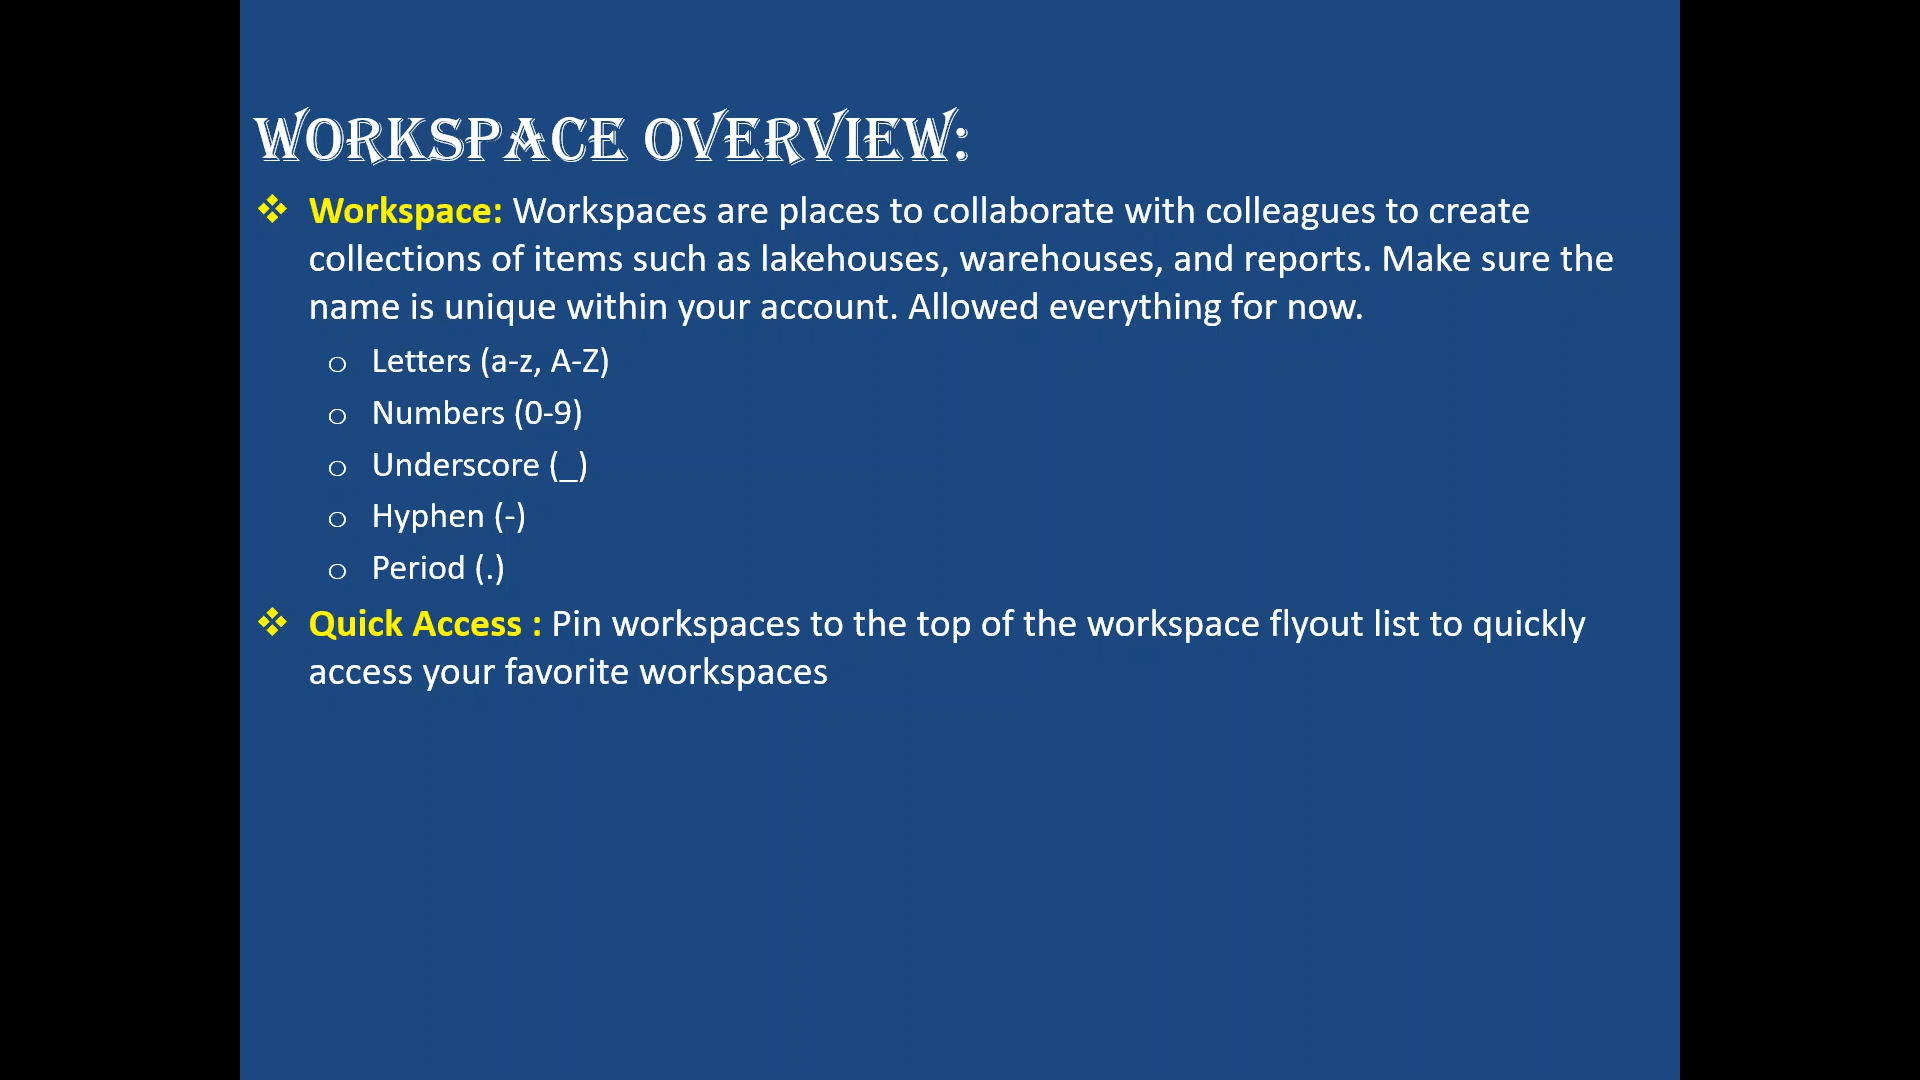 WORKSPACE OVERVIEW:
❖ Workspace: Workspaces are places to collaborate with colleagues to create
collections of items such as lakehouses, warehouses, and reports. Make sure the
name is unique within your account. Allowed everything for now.
o Letters (a-z, A-Z)
o Numbers (0-9)
o Underscore (_)
o Hyphen (-)
o Period (.)
❖ Quick Access : Pin workspaces to the top of the workspace flyout list to quickly
access your favorite workspaces